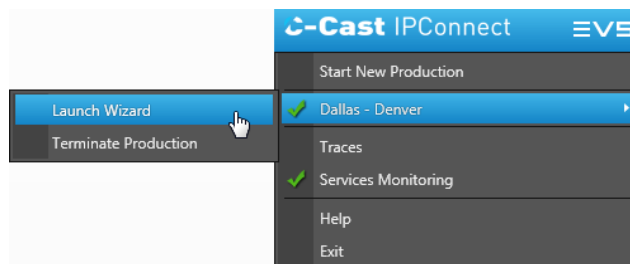 C-Cast IPConnect EVS
Start New Production
Launch Wizard
Dallas - Denver
Terminate Production
Traces
Services Monitoring
Help
Exit